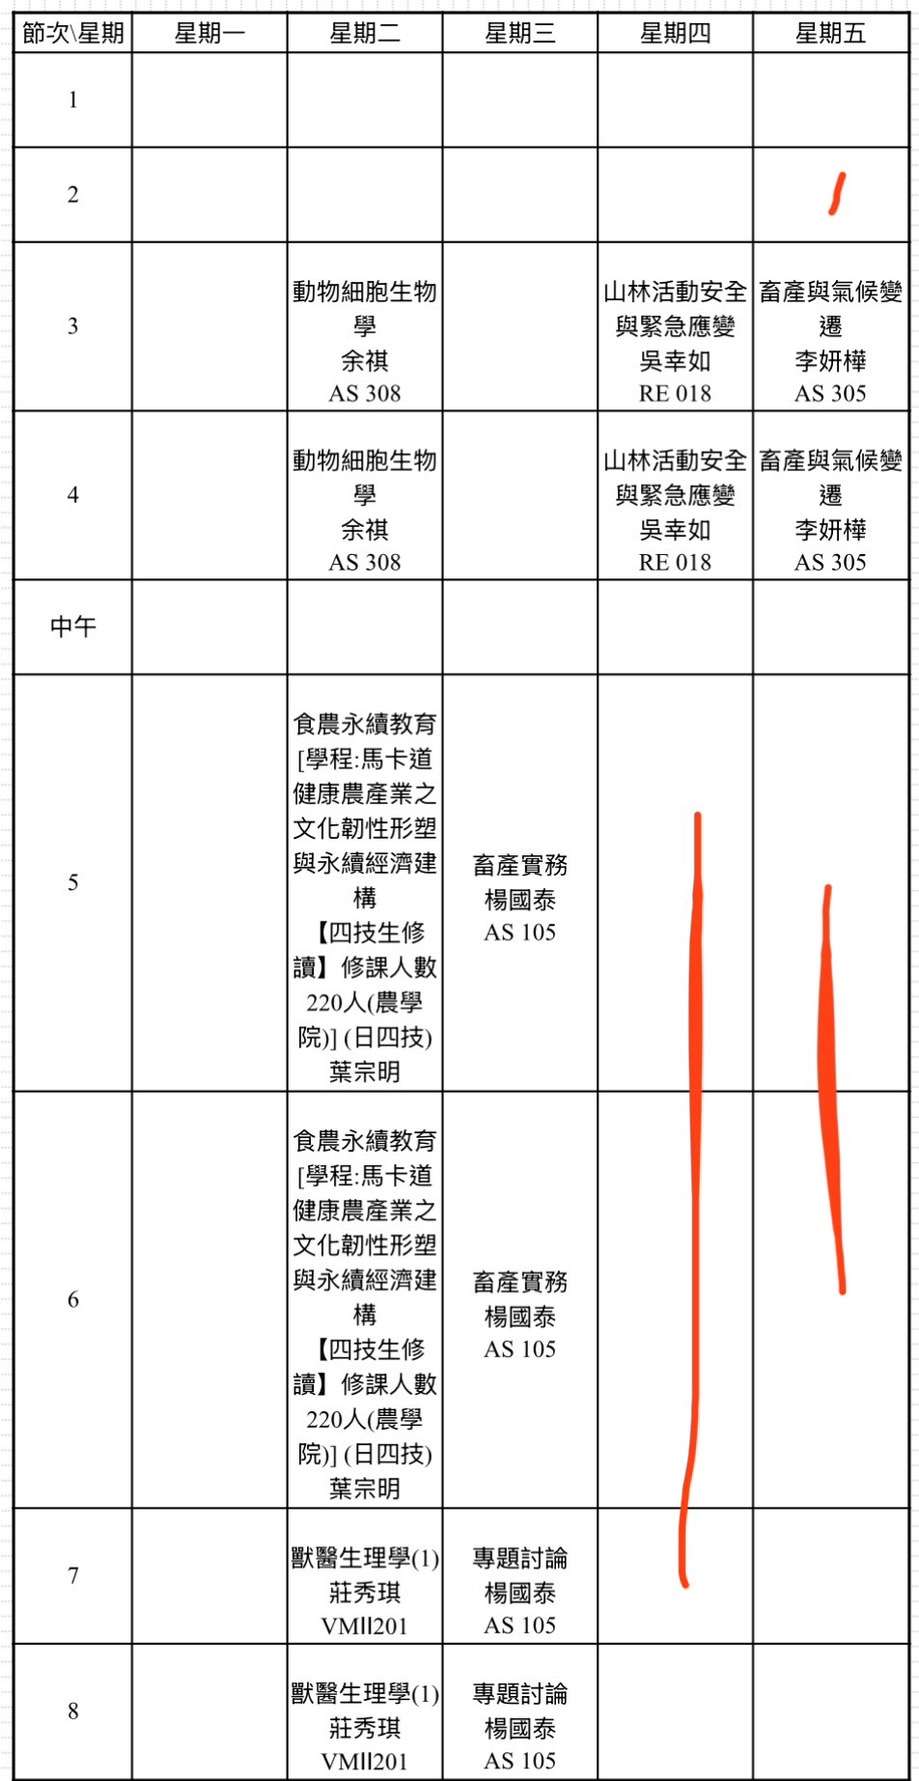 節次\星期 星期一 星期二 星期三 星期四 星期五
1
2
3
動物細胞生物
學
余祺
AS 308
山林活動安全
與緊急應變
吳幸如
RE 018
畜產與氣候變
遷
李妍樺
AS 305
4
動物細胞生物
學
余祺
AS 308
山林活動安全
與緊急應變
吳幸如
RE 018
畜產與氣候變
遷
李妍樺
AS 305
中午
5
食農永續教育
[學程:馬卡道
健康農產業之
文化韌性形塑
與永續經濟建
構
【四技生修
讀】修課人數
220人(農學
院)] (日四技)
葉宗明
畜產實務
楊國泰
AS 105
6
食農永續教育
[學程:馬卡道
健康農產業之
文化韌性形塑
與永續經濟建
構
【四技生修
讀】修課人數
220人(農學
院)] (日四技)
葉宗明
畜產實務
楊國泰
AS 105
7
獸醫生理學(1)
莊秀琪
VMII201
專題討論
楊國泰
AS 105
8
獸醫生理學(1)
莊秀琪
VMII201
專題討論
楊國泰
AS 105